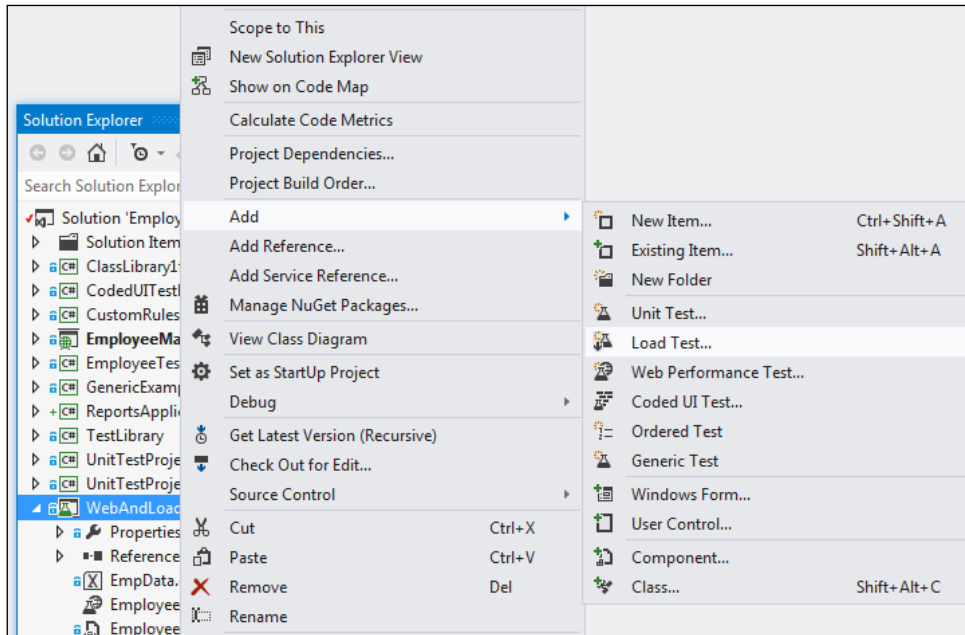 Scope to This
New Solution Explorer View
Show on Code Map
Calculate Code Metrics
Project Dependencies...
Project Build Order...
Add
Add Reference...
Add Service Reference...
Manage NuGet Packages...
View Class Diagram
Set as StartUp Project
Debug
Get Latest Version (Recursive)
Check Out for Edit...
Source Control
Cut Ctrl+X
Paste Ctrl+V
Remove Del
Rename
New Item... Ctrl+Shift+A
Existing Item... Shift+Alt+A
New Folder
Unit Test...
Load Test...
Web Performance Test...
Coded UI Test...
Ordered Test
Generic Test
Windows Form...
User Control...
Component...
Class... Shift+Alt+C
Solution Explorer
Search Solution Explor
Solution 'Employ
Solution Item
C# ClassLibrary1
C# CodedUITest
C# CustomRules
EmployeeMa
C# EmployeeTes
C# GenericExam
C# ReportsAppli
C# TestLibrary
C# UnitTestProje
C# UnitTestProje
WebAndLoad
Properties
Reference
EmpData.
Employee
Employee